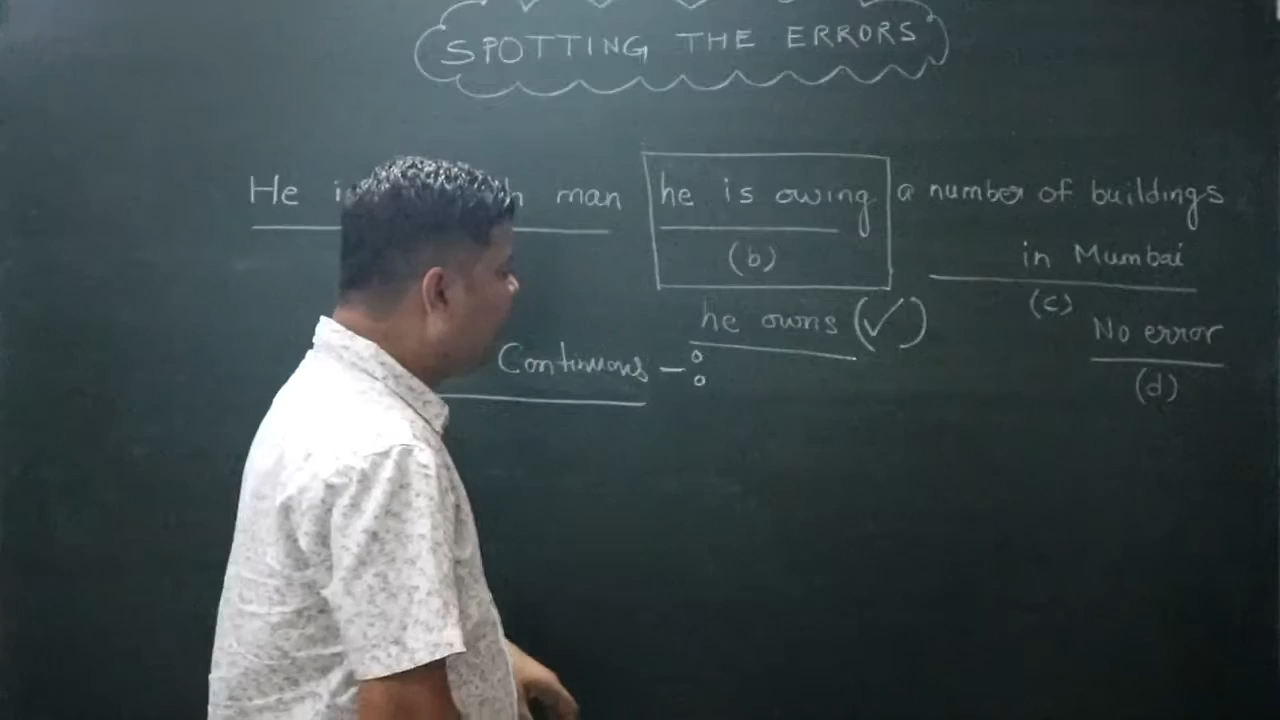 SPOTTING THE ERRORS
He man he is owing a number of buildings
(b) in Mumbai
he owns (✓) (c)
No error
Continuous –:
(d)